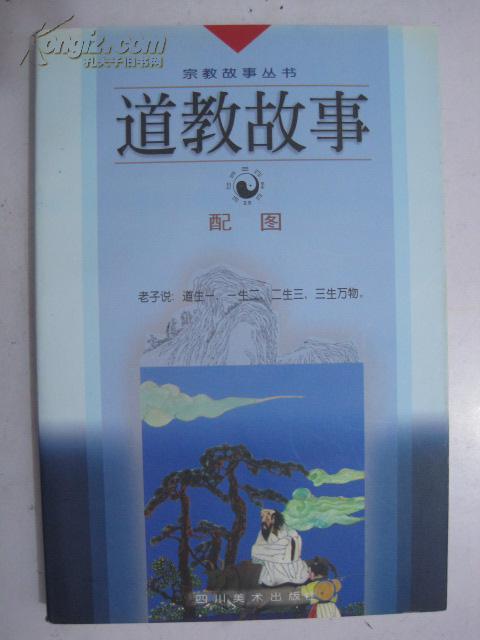 Kongfz.com
孔夫子旧书网
宗教故事丛书
道教故事
配图
老子说：道生一，一生二，二生三，三生万物。
四川美术出版社